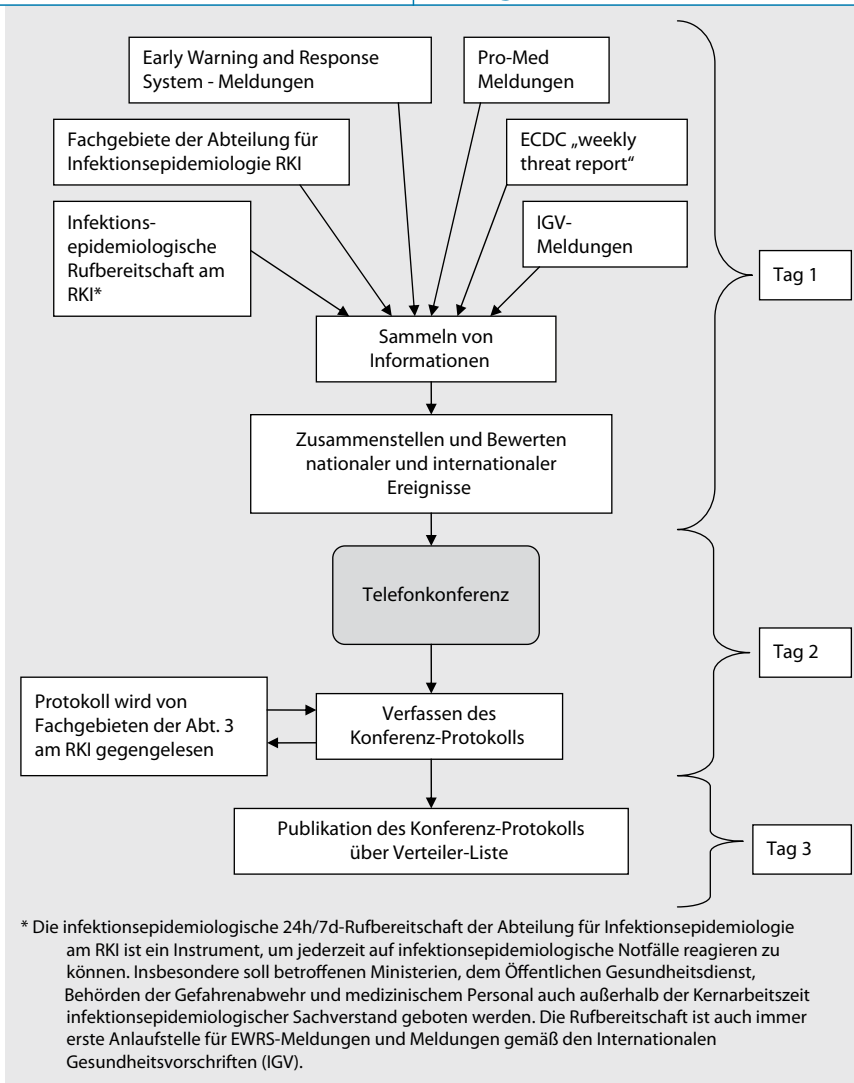 Early Warning and Response
System - Meldungen
Pro-Med
Meldungen
Fachgebiete der Abteilung für
Infektionsepidemiologie RKI
ECDC „weekly
threat report“
Infektions-
epidemiologische
Rufbereitschaft am
RKI*
IGV-
Meldungen
Tag 1
Sammeln von
Informationen
Zusammenstellen und Bewerten
nationaler und internationaler
Ereignisse
Telefonkonferenz
Tag 2
Protokoll wird von
Fachgebieten der Abt. 3
am RKI gegengelesen
Verfassen des
Konferenz-Protokolls
Publikation des Konferenz-Protokolls
über Verteiler-Liste
Tag 3
* Die infektionsepidemiologische 24h/7d-Rufbereitschaft der Abteilung für Infektionsepidemiologie
am RKI ist ein Instrument, um jederzeit auf infektionsepidemiologische Notfälle reagieren zu
können. Insbesondere soll betroffenen Ministerien, dem Öffentlichen Gesundheitsdienst,
Behörden der Gefahrenabwehr und medizinischem Personal auch außerhalb der Kernarbeitszeit
infektionsepidemiologischer Sachverstand geboten werden. Die Rufbereitschaft ist auch immer
erste Anlaufstelle für EWRS-Meldungen und Meldungen gemäß den Internationalen
Gesundheitsvorschriften (IGV).